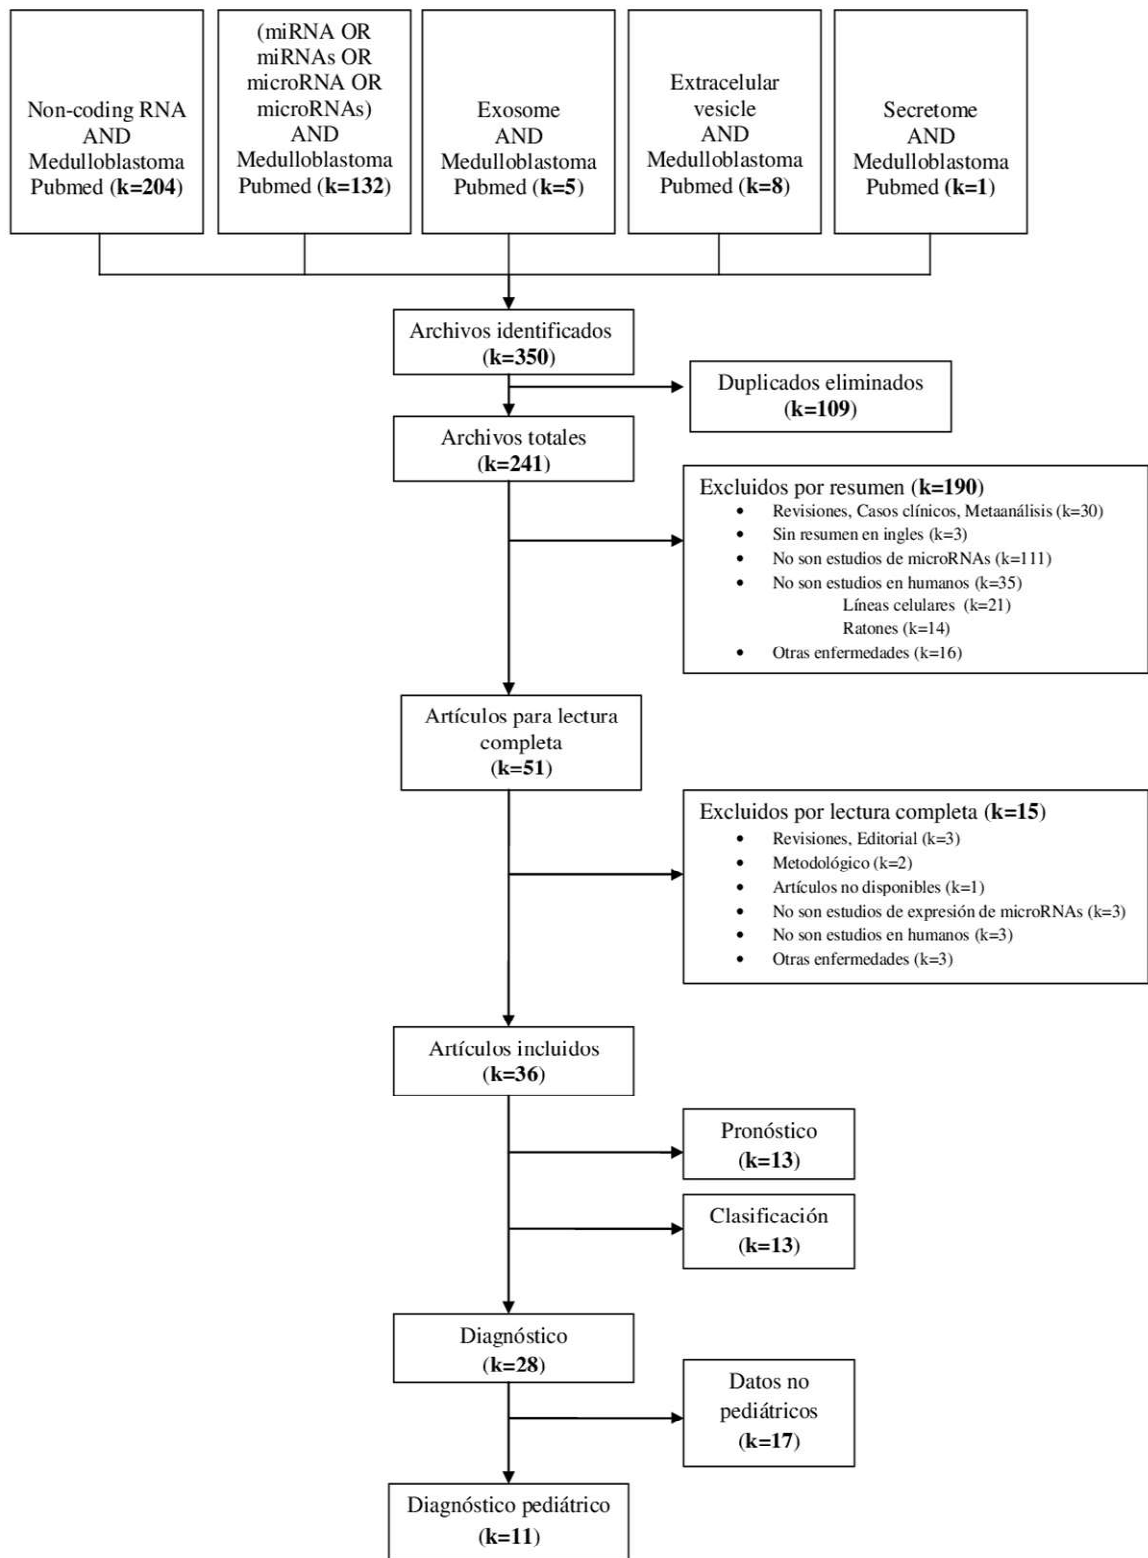 Non-coding RNA
AND
Medulloblastoma
Pubmed (k=204)
(miRNA OR
miRNAs OR
microRNA OR
microRNAs)
AND
Medulloblastoma
Pubmed (k=132)
Exosome
AND
Medulloblastoma
Pubmed (k=5)
Extracelular
vesicle
AND
Medulloblastoma
Pubmed (k=8)
Secretome
AND
Medulloblastoma
Pubmed (k=1)
Archivos identificados
(k=350)
Duplicados eliminados
(k=109)
Archivos totales
(k=241)
Excluidos por resumen (k=190)
• Revisiones, Casos clínicos, Metaanálisis (k=30)
• Sin resumen en ingles (k=3)
• No son estudios de microRNAs (k=111)
• No son estudios en humanos (k=35)
Líneas celulares (k=21)
Ratones (k=14)
• Otras enfermedades (k=16)
Artículos para lectura
completa
(k=51)
Excluidos por lectura completa (k=15)
• Revisiones, Editorial (k=3)
• Metodológico (k=2)
• Artículos no disponibles (k=1)
• No son estudios de expresión de microRNAs (k=3)
• No son estudios en humanos (k=3)
• Otras enfermedades (k=3)
Artículos incluidos
(k=36)
Pronóstico
(k=13)
Clasificación
(k=13)
Diagnóstico
(k=28)
Datos no
pediátricos
(k=17)
Diagnóstico pediátrico
(k=11)